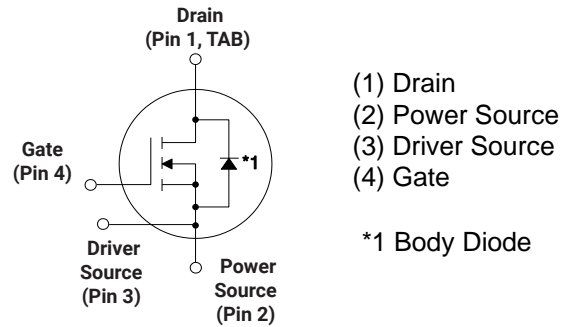 Drain
(Pin 1, TAB)
Gate
(Pin 4)
*1
Driver
Source
(Pin 3)
Power
Source
(Pin 2)
(1) Drain
(2) Power Source
(3) Driver Source
(4) Gate
*1 Body Diode